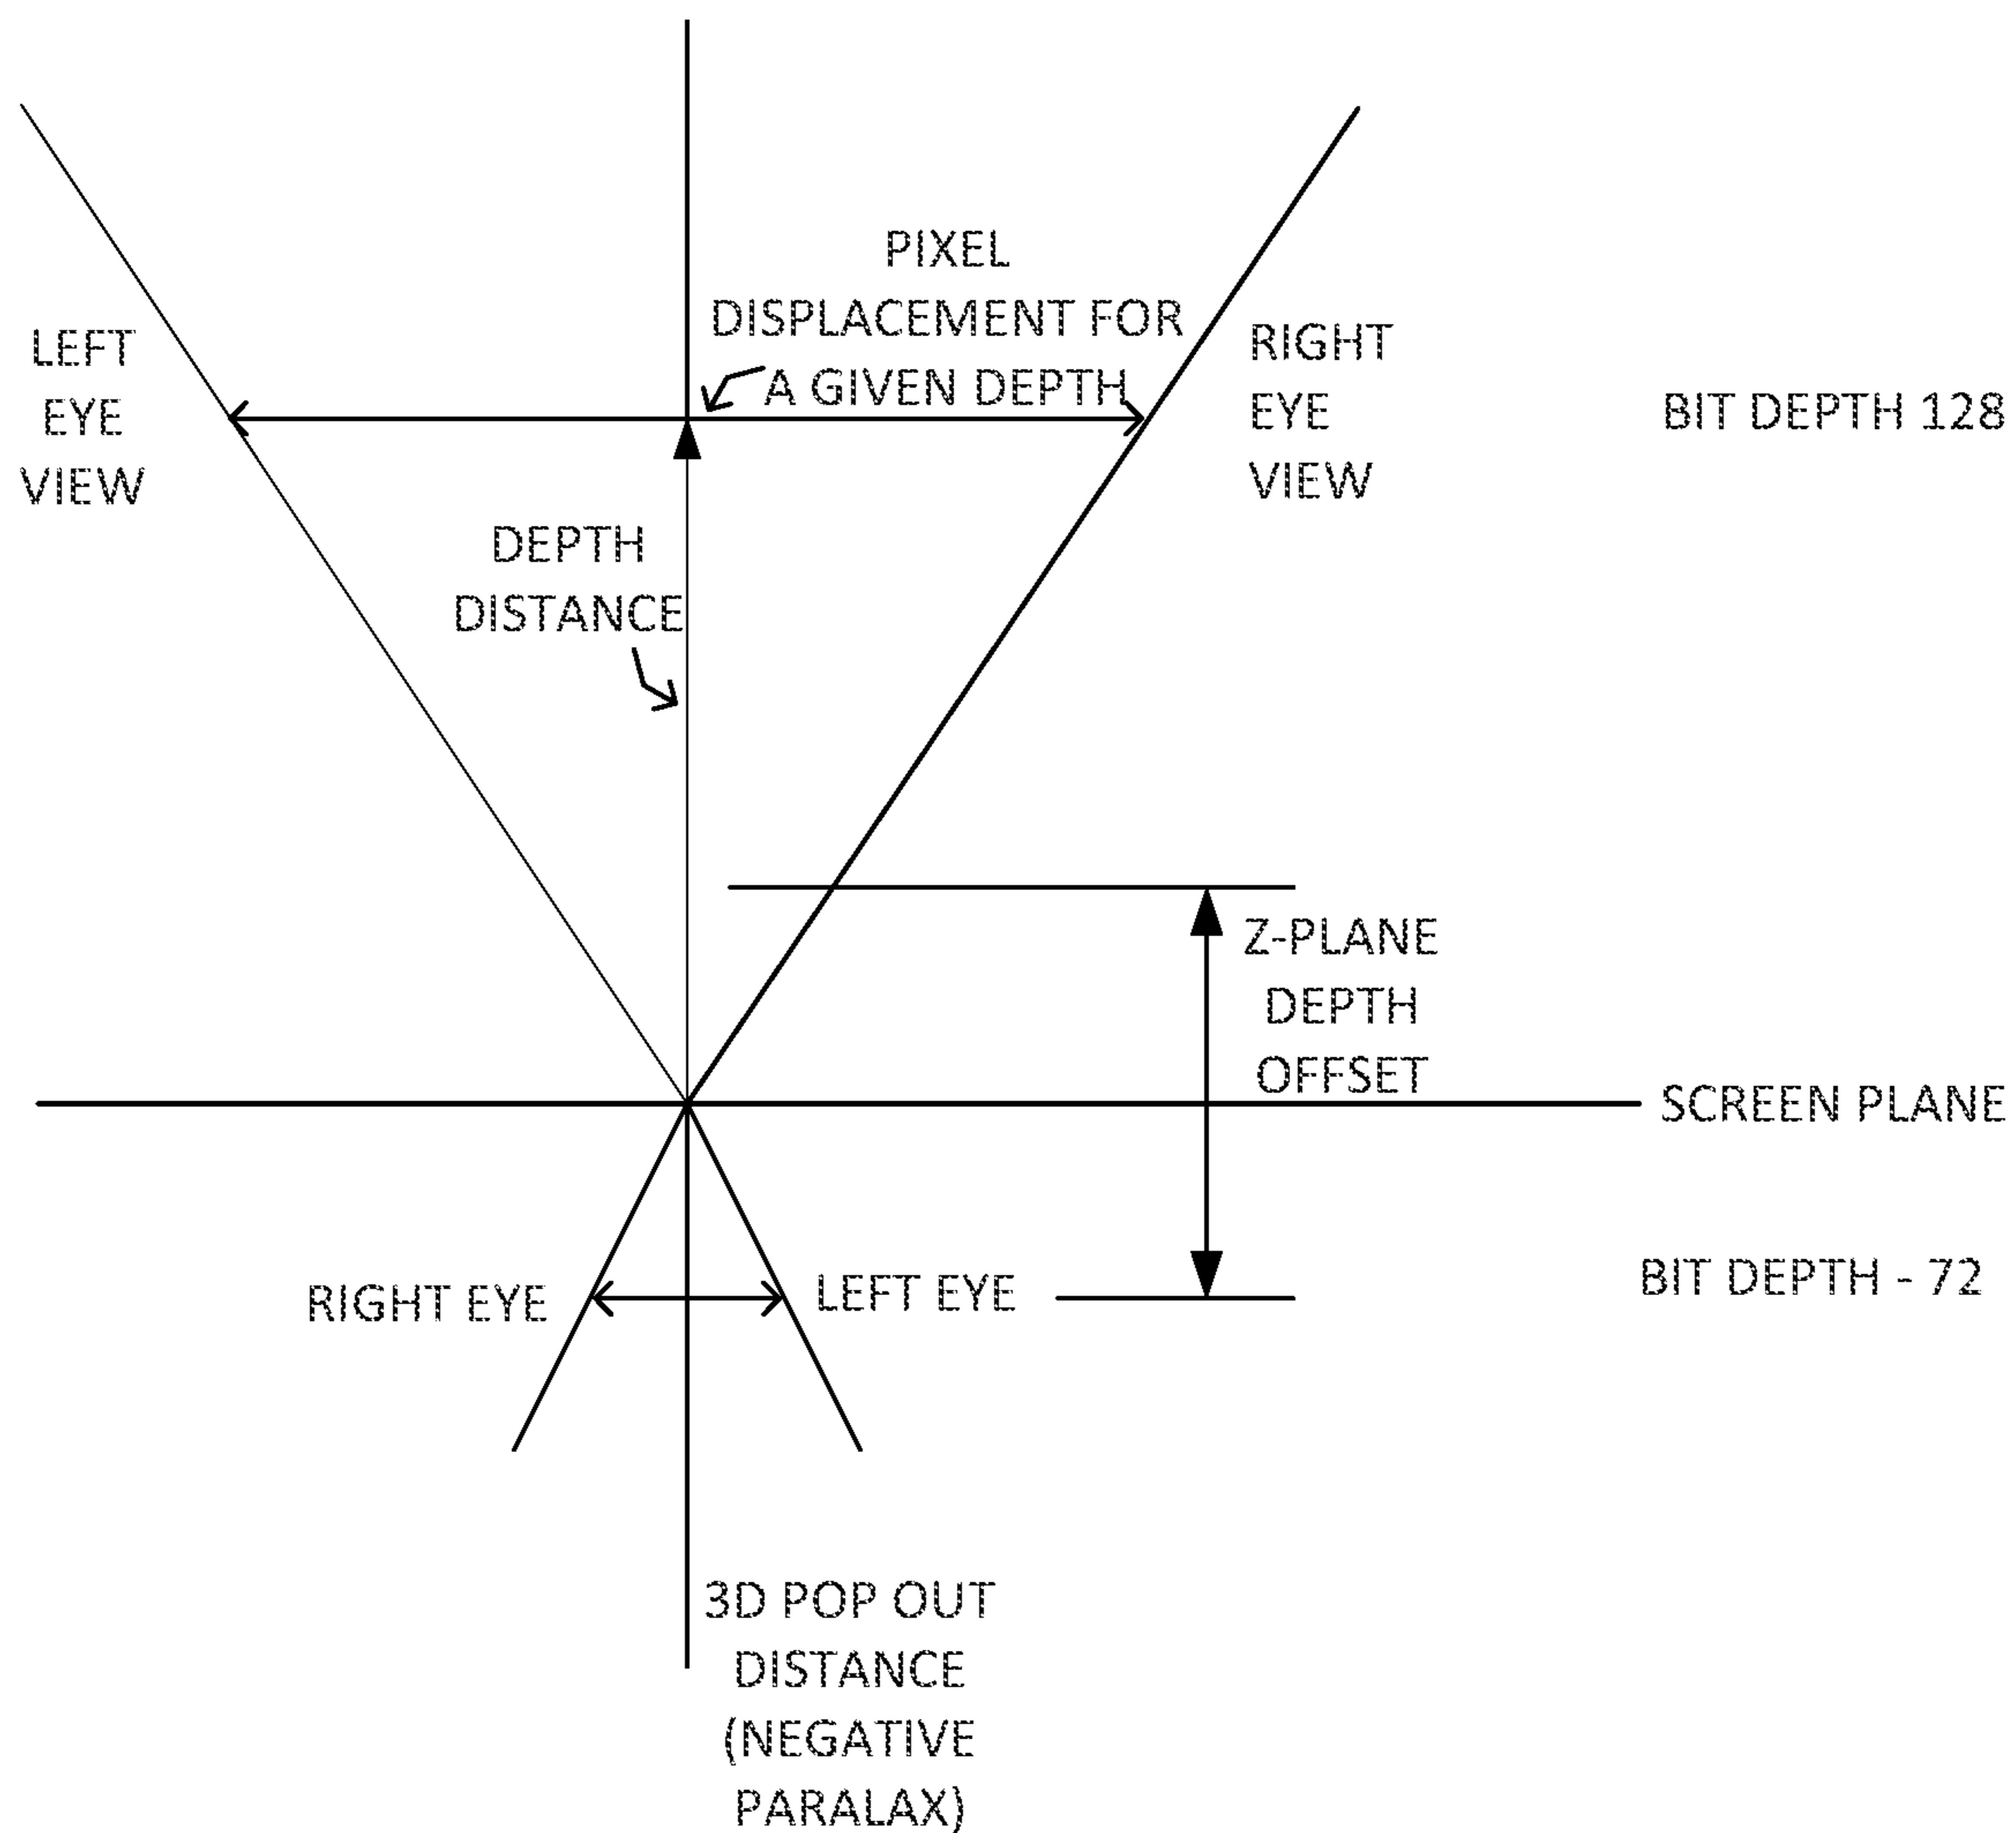 PIXEL
DISPLACEMENT FOR
A GIVEN DEPTH
LEFT
EYE
VIEW
RIGHT
EYE
VIEW
BIT DEPTH 128
DEPTH
DISTANCE
Z-PLANE
DEPTH
OFFSET
SCREEN PLANE
RIGHT EYE
LEFT EYE
BIT DEPTH - 72
3D POP OUT
DISTANCE
(NEGATIVE
PARALAX)